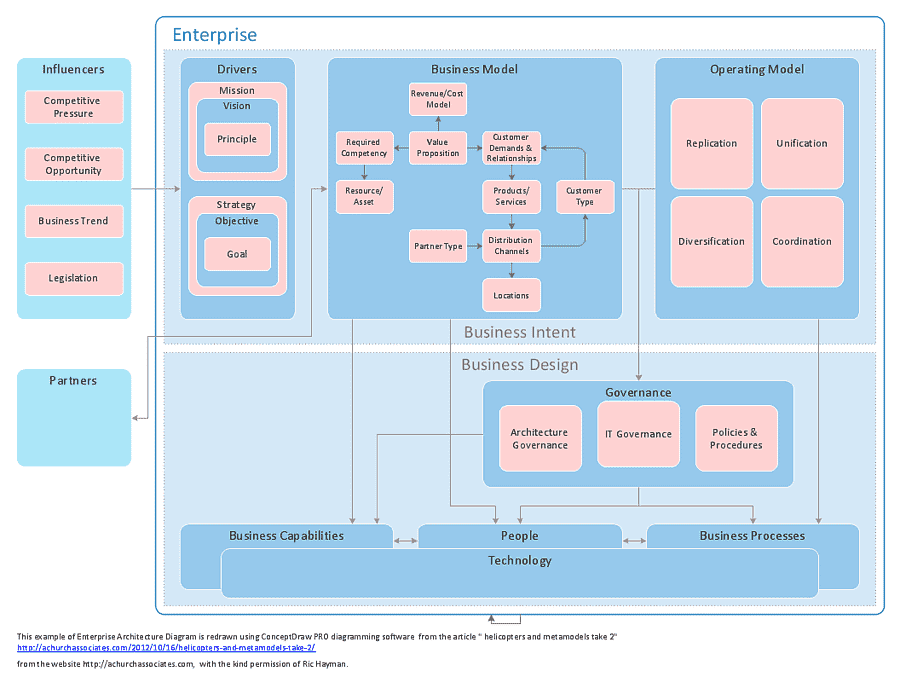 Enterprise
Influencers
Competitive
Pressure
Competitive
Opportunity
Business Trend
Legislation
Partners
Drivers
Mission
Vision
Principle
Strategy
Objective
Goal
Business Model
Revenue/Cost
Model
Required
Competency
Value
Proposition
Customer
Demands &
Relationships
Resource/
Asset
Products/
Services
Customer
Type
Partner Type
Distribution
Channels
Locations
Operating Model
Replication
Unification
Diversification
Coordination
Business Intent
Business Design
Governance
Architecture
Governance
IT Governance
Policies &
Procedures
Business Capabilities
People
Business Processes
Technology
This example of Enterprise Architecture Diagram is redrawn using ConceptDraw PRO diagramming software from the article " helicopters and metamodels take 2"
http://achurchassociates.com/2012/10/16/helicopters-and-metamodels-take-2/
from the website http://achurchassociates.com, with the kind permission of Ric Hayman.